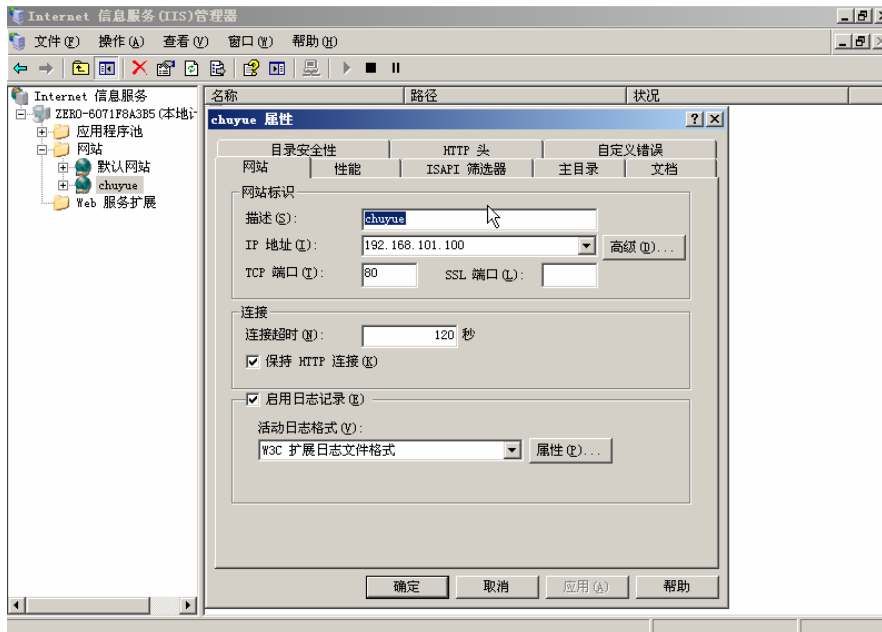 Internet 信息服务(IIS)管理器
文件(F) 操作(A) 查看(V) 窗口(W) 帮助(H)
Internet 信息服务
ZERO-6071F8A3B5(本地计
应用程序池
网站
默认网站
chuyue
Web 服务扩展
名称 路径 状况
chuyue 属性
目录安全性 HTTP 头 自定义错误
网站 性能 ISAPI 筛选器 主目录 文档
网站标识
描述(S): chuyue
IP 地址(I): 192.168.101.100 高级(D)...
TCP 端口(T): 80 SSL 端口(L):
连接
连接超时(N): 120 秒
保持 HTTP 连接(K)
启用日志记录(E)
活动日志格式(V):
W3C 扩展日志文件格式 属性(P)...
确定 取消 应用(A) 帮助